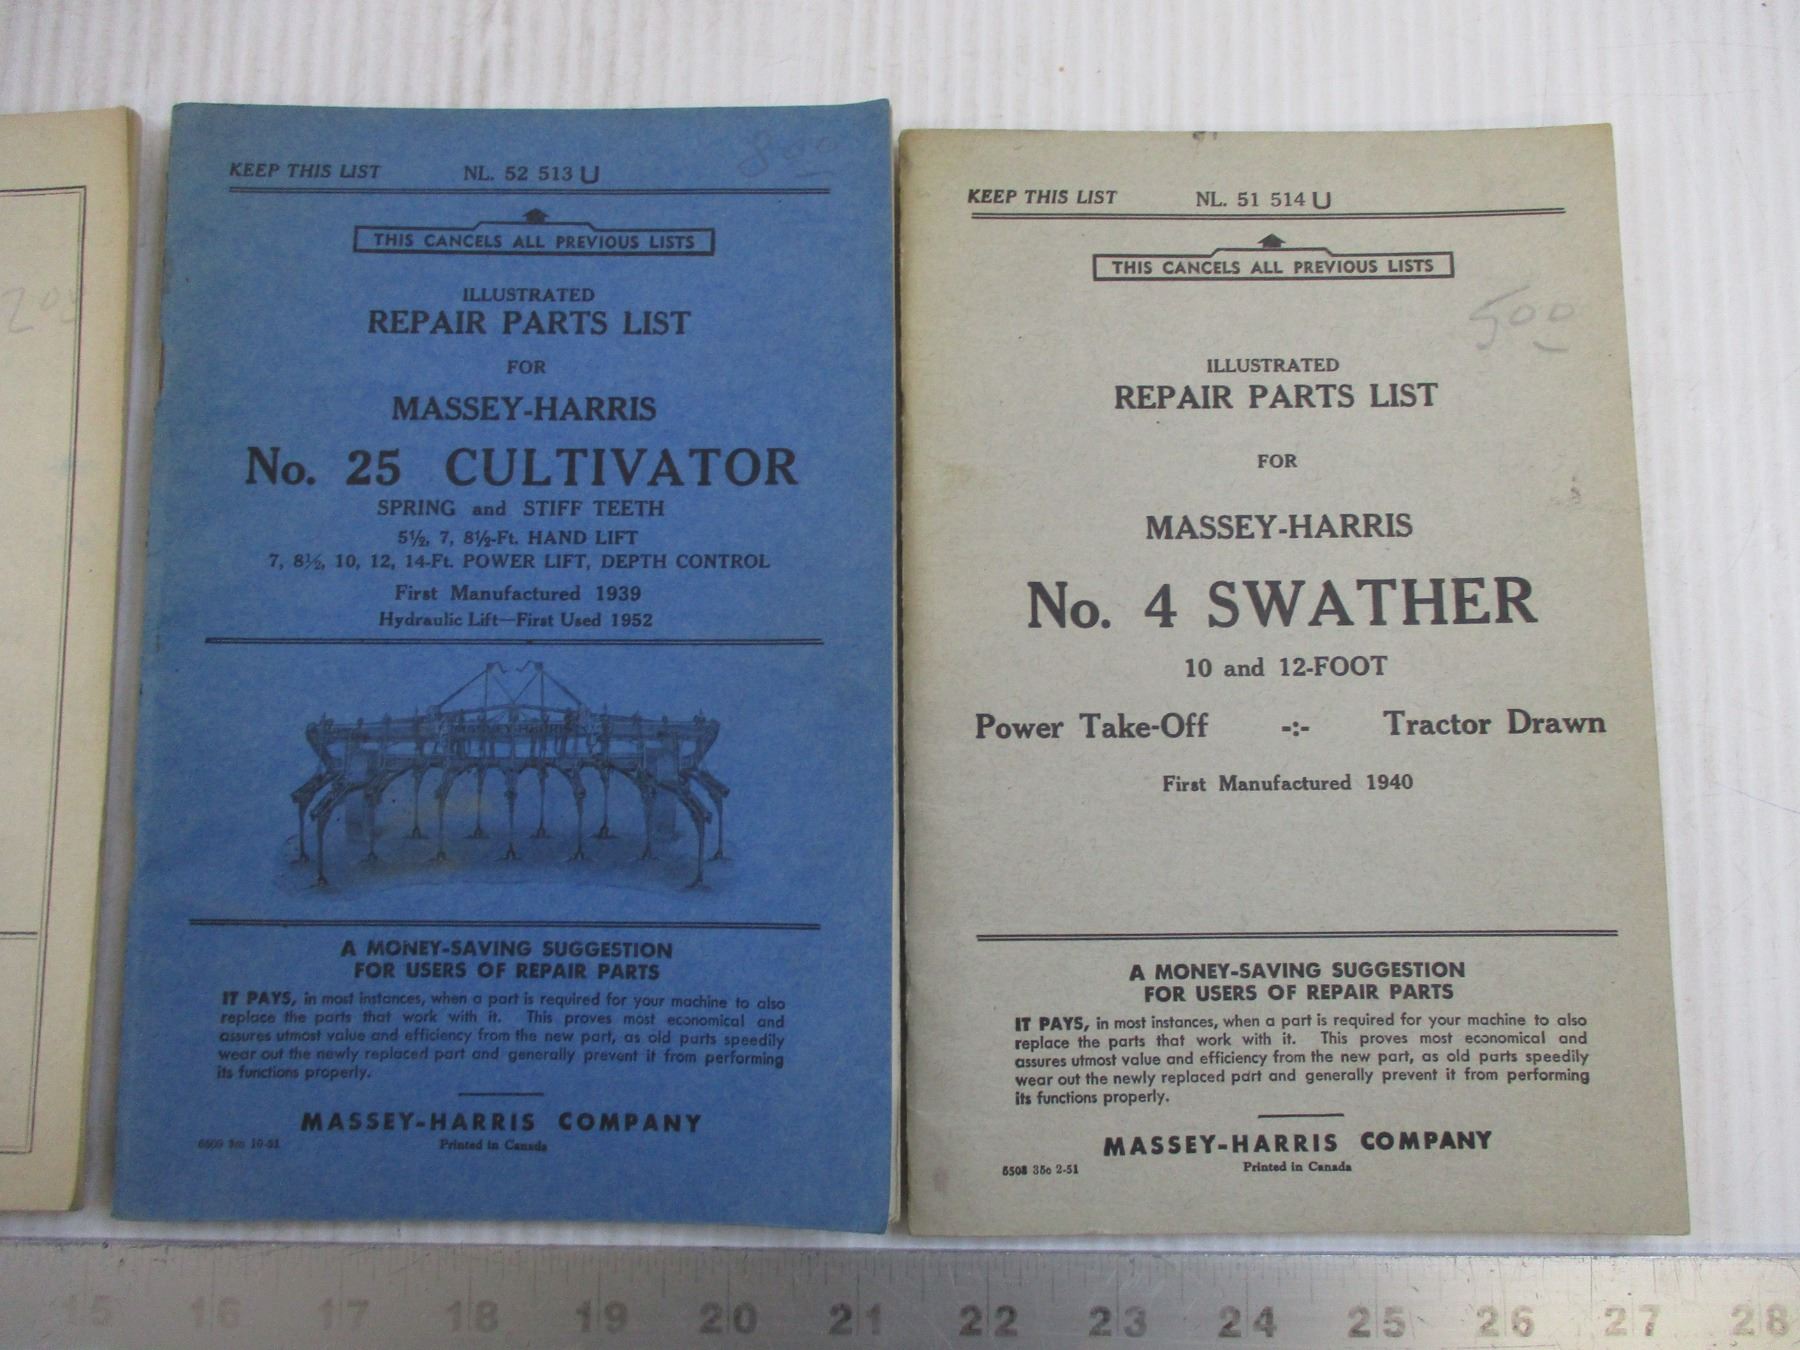 200
KEEP THIS LIST NL. 52 513 U
800
THIS CANCELS ALL PREVIOUS LISTS
ILLUSTRATED
REPAIR PARTS LIST
FOR
MASSEY-HARRIS
No. 25 CULTIVATOR
SPRING and STIFF TEETH
5½, 7, 8½-Ft. HAND LIFT
7, 8½, 10, 12, 14-Ft. POWER LIFT, DEPTH CONTROL
First Manufactured 1939
Hydraulic Lift—First Used 1952
A MONEY-SAVING SUGGESTION
FOR USERS OF REPAIR PARTS
IT PAYS, in most instances, when a part is required for your machine to also
replace the parts that work with it. This proves most economical and
assures utmost value and efficiency from the new part, as old parts speedily
wear out the newly replaced part and generally prevent it from performing
its functions properly.
MASSEY-HARRIS COMPANY
10-51
Printed in Canada
KEEP THIS LIST NL. 51 514 U
THIS CANCELS ALL PREVIOUS LISTS
500
ILLUSTRATED
REPAIR PARTS LIST
FOR
MASSEY-HARRIS
No. 4 SWATHER
10 and 12-FOOT
Power Take-Off -:- Tractor Drawn
First Manufactured 1940
A MONEY-SAVING SUGGESTION
FOR USERS OF REPAIR PARTS
IT PAYS, in most instances, when a part is required for your machine to also
replace the parts that work with it. This proves most economical and
assures utmost value and efficiency from the new part, as old parts speedily
wear out the newly replaced part and generally prevent it from performing
its functions properly.
MASSEY-HARRIS COMPANY
5508 35c 2-51
Printed in Canada
15 16 17 18 19 20 21 22 23 24 25 26 27 28